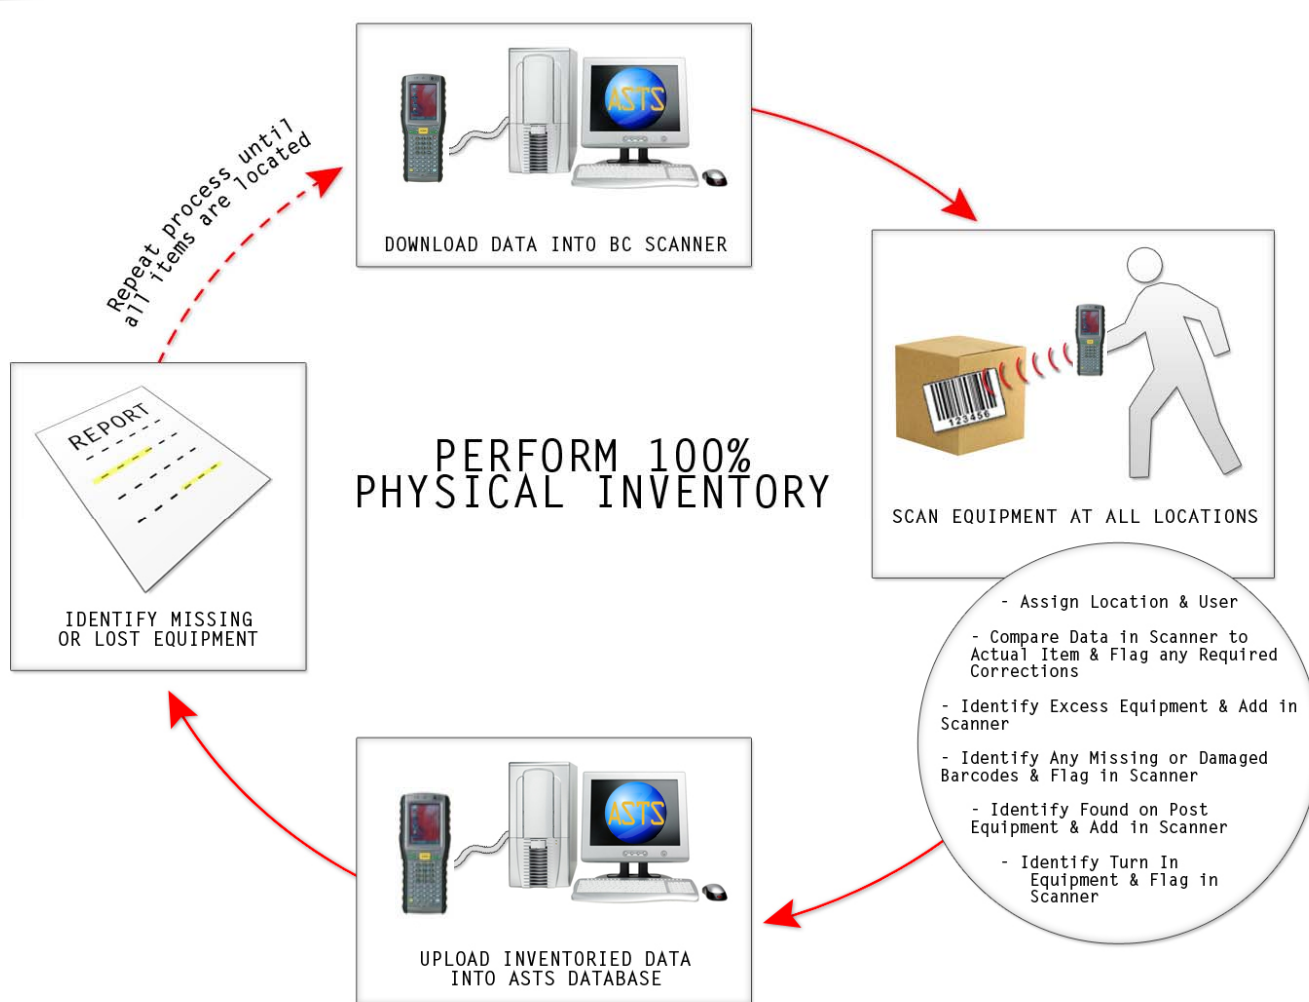 Repeat process until
all items are located
ASTS
DOWNLOAD DATA INTO BC SCANNER
123456
SCAN EQUIPMENT AT ALL LOCATIONS
REPORT
IDENTIFY MISSING
OR LOST EQUIPMENT
PERFORM 100%
PHYSICAL INVENTORY
- Assign Location & User
- Compare Data in Scanner to
Actual Item & Flag any Required
Corrections
- Identify Excess Equipment & Add in
Scanner
- Identify Any Missing or Damaged
Barcodes & Flag in Scanner
- Identify Found on Post
Equipment & Add in Scanner
- Identify Turn In
Equipment & Flag in
Scanner
ASTS
UPLOAD INVENTORIED DATA
INTO ASTS DATABASE